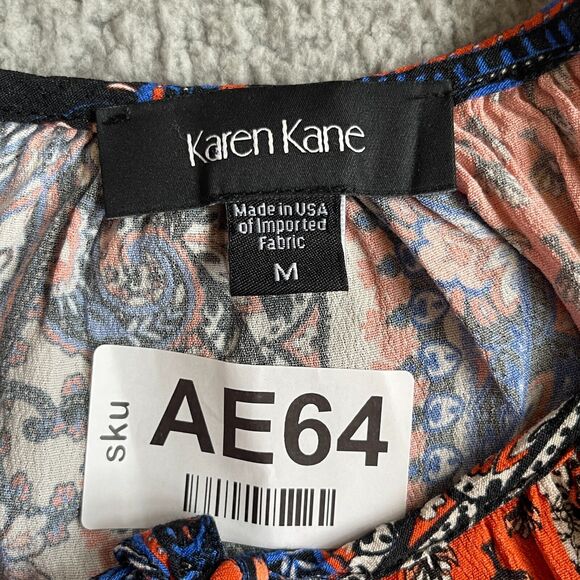 Karen Kane
Made in USA
of Imported
Fabric
M
sku
AE64